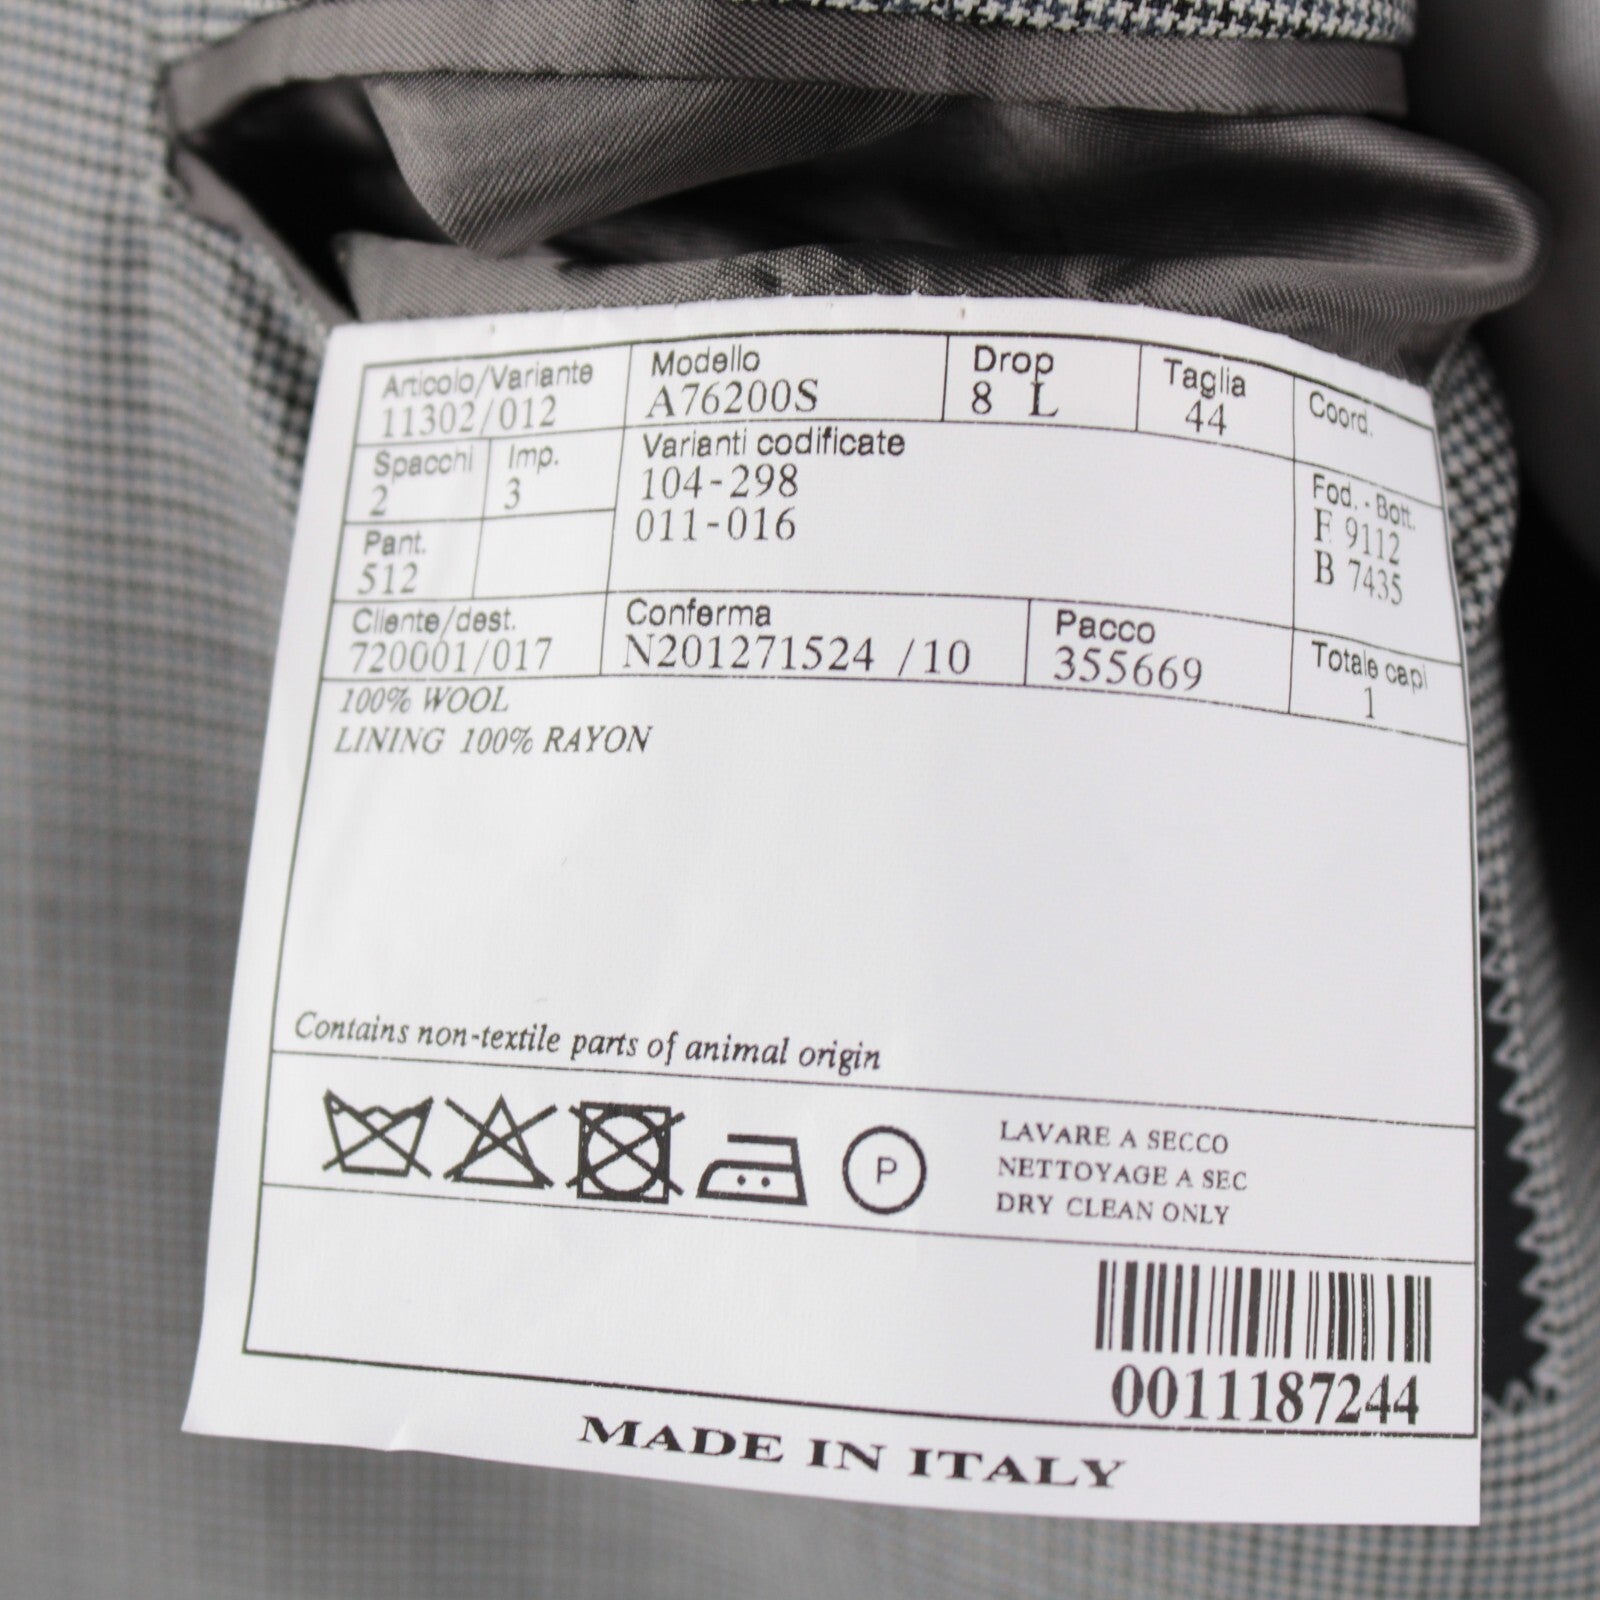 Articolo/Variante Modello Drop Taglia Coord.
11302/012 A76200S 8 L 44
Spacchi Imp. Varianti codificate Fod. - Bott.
2 3 104-298 F 9112
011-016 B 7435
Pant.
512
Cliente/dest. Conferma Pacco Totale capi
720001/017 N201271524 /10 355669 1
100% WOOL
LINING 100% RAYON
Contains non-textile parts of animal origin
P
LAVARE A SECCO
NETTOYAGE A SEC
DRY CLEAN ONLY
0011187244
MADE IN ITALY